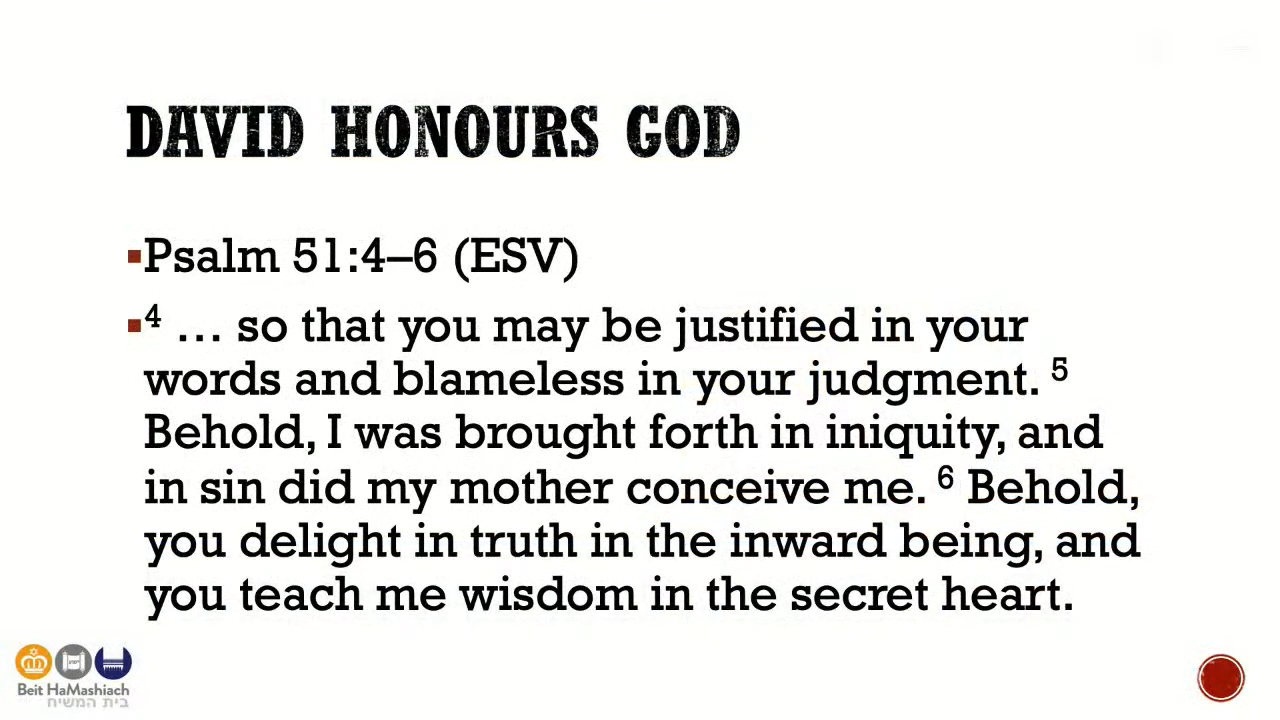 DAVID HONOURS GOD
▪Psalm 51:4–6 (ESV)
▪⁴ … so that you may be justified in your
words and blameless in your judgment. ⁵
Behold, I was brought forth in iniquity, and
in sin did my mother conceive me. ⁶ Behold,
you delight in truth in the inward being, and
you teach me wisdom in the secret heart.
Beit HaMashiach
בית המשיח